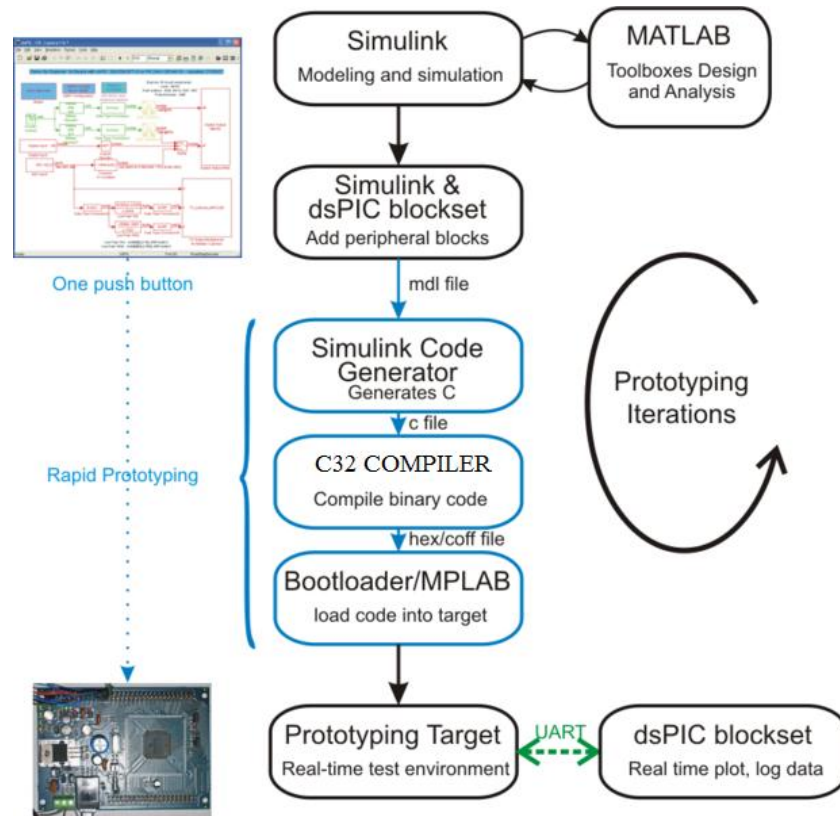 Simulink
Modeling and simulation
MATLAB
Toolboxes Design
and Analysis
Simulink &
dsPIC blockset
Add peripheral blocks
One push button
mdl file
Simulink Code
Generator
Generates C
c file
Prototyping
Iterations
Rapid Prototyping
C32 COMPILER
Compile binary code
hex/coff file
Bootloader/MPLAB
load code into target
Prototyping Target
Real-time test environment
UART
dsPIC blockset
Real time plot, log data